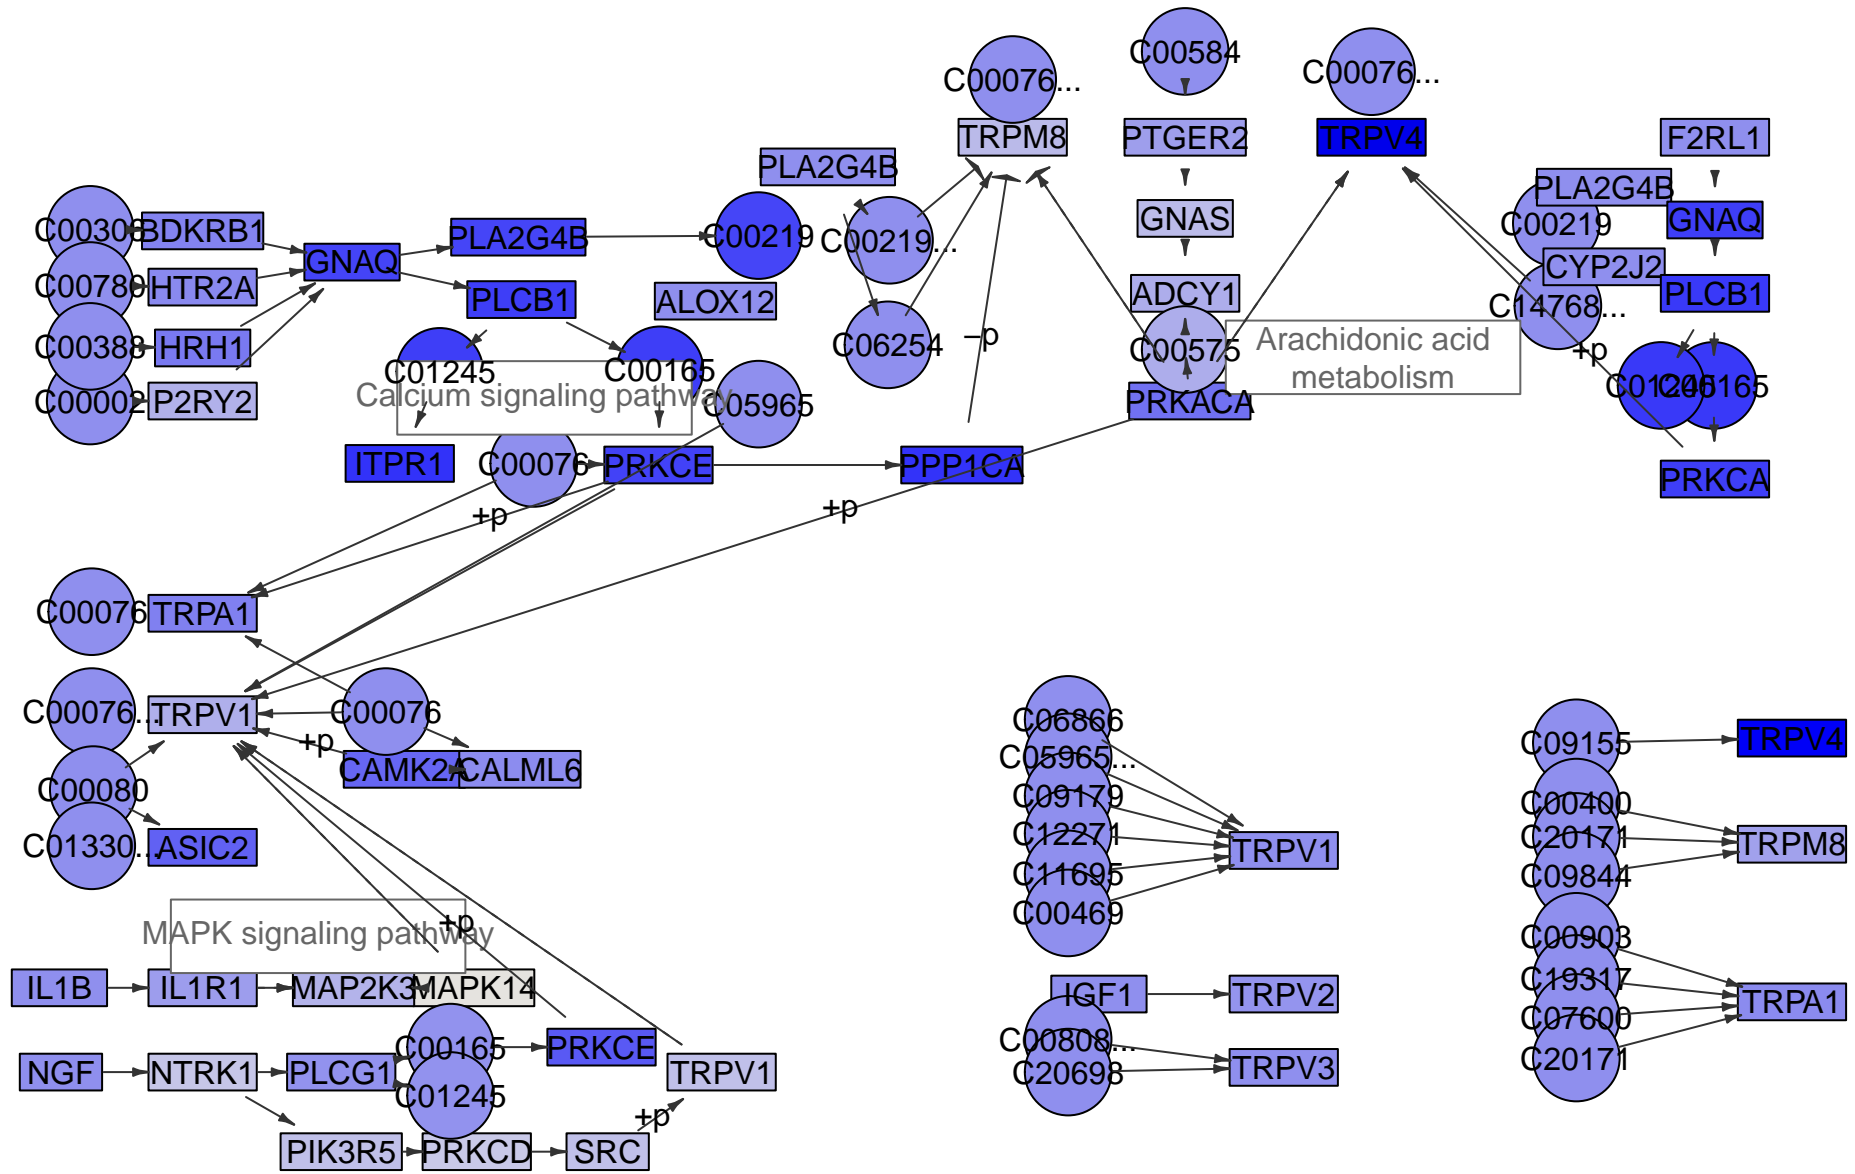 C00584
C00076...
C00076...
TRPM8
PTGER2
TRPV4
F2RL1
PLA2G4B
PLA2G4B
C00219
GNAS
GNAQ
C00219...
C00219
BDKRB1
PLA2G4B
GNAQ
CYP2J2
C00780
HTR2A
PLCB1
ALOX12
ADCY1
C14768...
PLCB1
C00388
HRH1
C06254
–p
C00575
Arachidonic acid
metabolism
+p
C01245
C00165
Calcium signaling pathway
C00002
P2RY2
C05965
PRKACA
C01245
C00165
ITPR1
C00076
PRKCE
PPP1CA
PRKCA
+p
+p
C00076
TRPA1
C00076...
TRPV1
C00076
+p
CAMK2A
CALML6
C00080
C01330...
ASIC2
C06866
C05965...
C09179
C12271
C11695
C00469
TRPV1
C09155
TRPV4
C00400
C20171
C09844
TRPM8
+p
MAPK signaling pathway
C00903
C19317
C07600
C20171
TRPA1
IL1B
IL1R1
MAP2K3
MAPK14
IGF1
TRPV2
C00808...
C20698
TRPV3
NGF
NTRK1
PLCG1
C00165
C01245
PRKCE
TRPV1
+p
PIK3R5
PRKCD
SRC